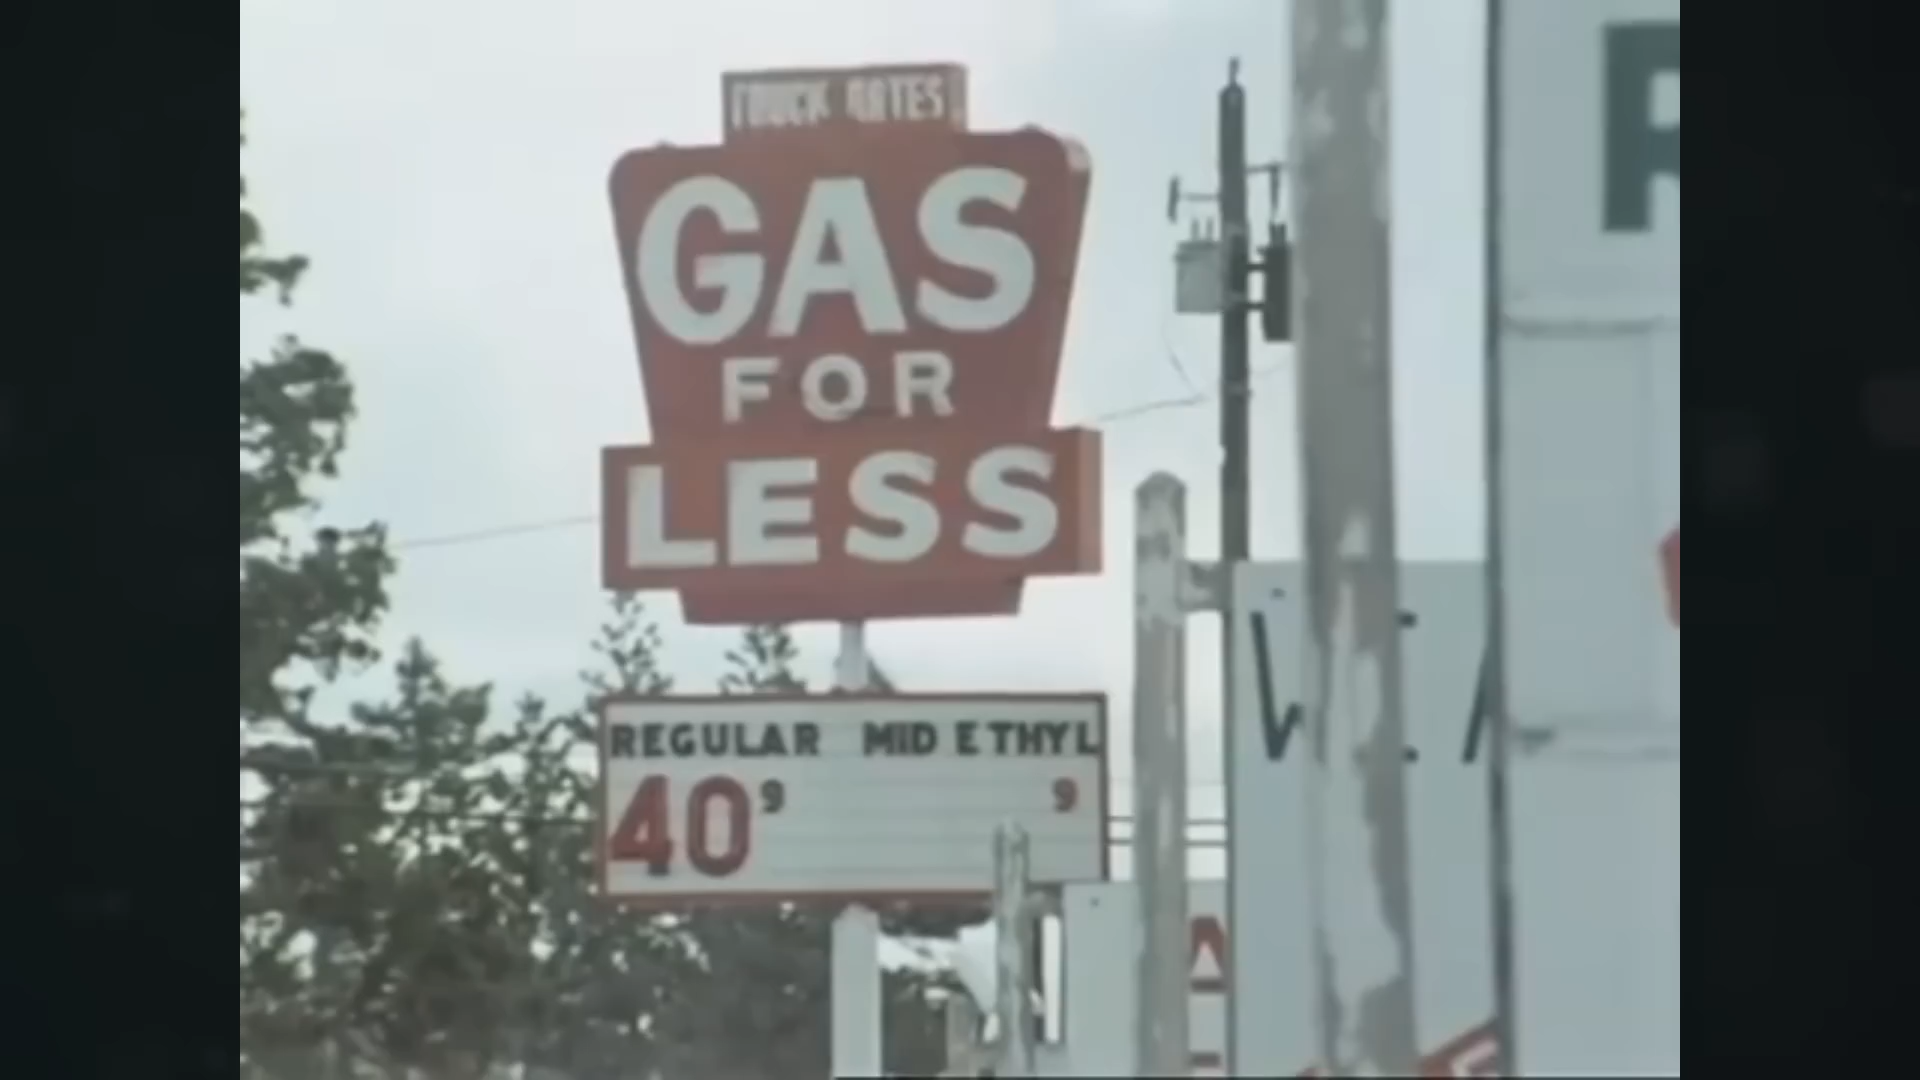 TRUCK RATES
GAS
FOR
LESS
REGULAR MID ETHYL
40 9 9